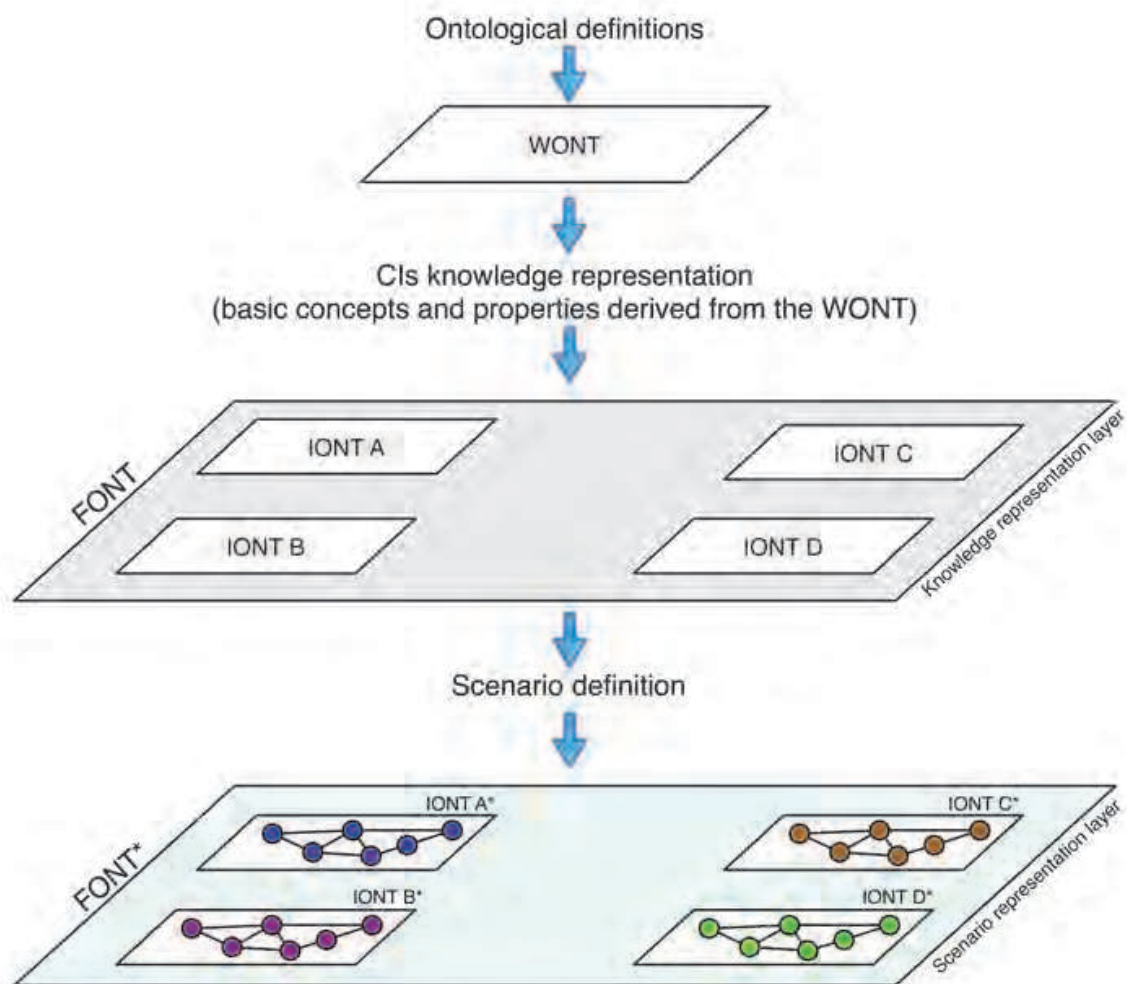 Ontological definitions
WONT
CIs knowledge representation
(basic concepts and properties derived from the WONT)
FONT
IONT A
IONT C
IONT B
IONT D
Knowledge representation layer
Scenario definition
FONT*
IONT A*
IONT C*
IONT B*
IONT D*
Scenario representation layer